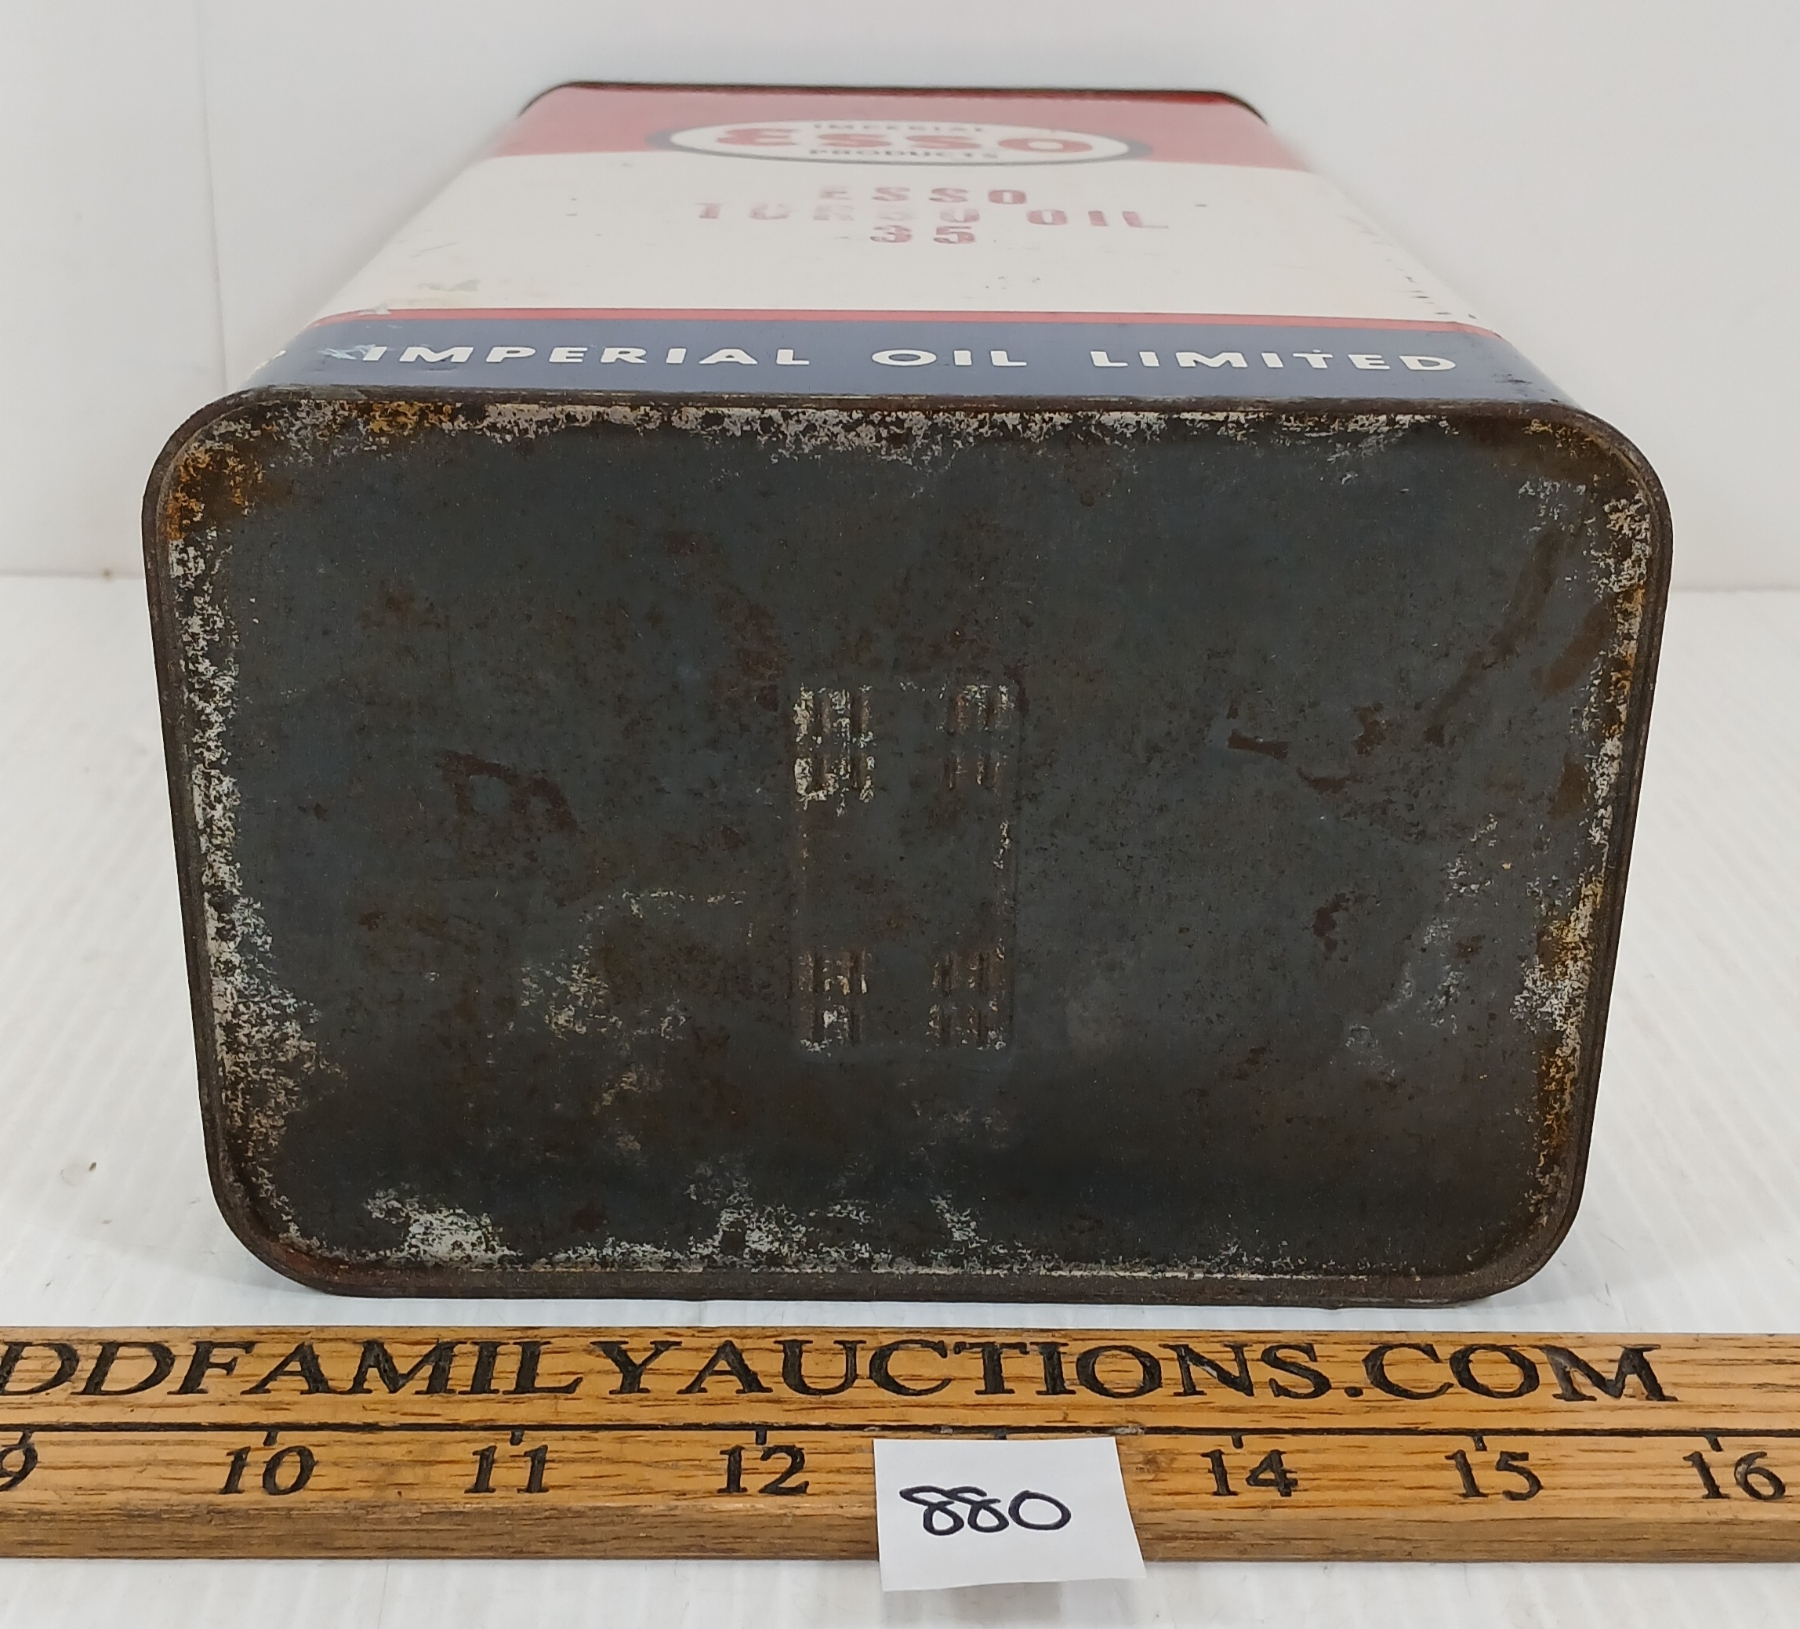 IMPERIAL
ESSO
PRODUCTS
ESSO
TURBO OIL
35
IMPERIAL OIL LIMITED
DDFAMILYAUCTIONS.COM
9 10 11 12 14 15 16
880